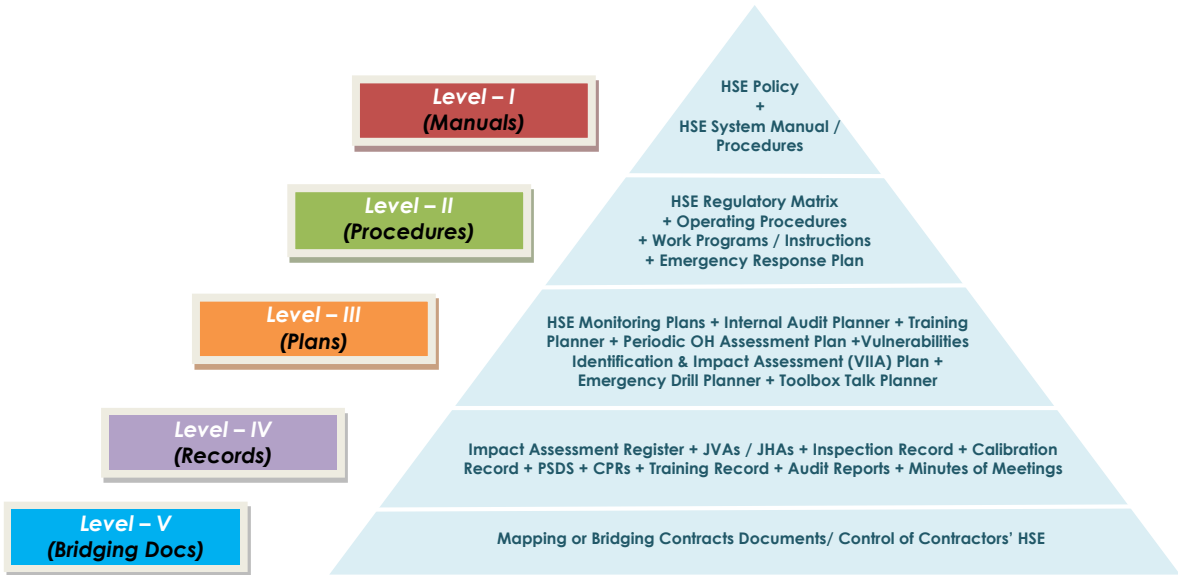 Level – I
(Manuals)
HSE Policy
+
HSE System Manual /
Procedures
Level – II
(Procedures)
HSE Regulatory Matrix
+ Operating Procedures
+ Work Programs / Instructions
+ Emergency Response Plan
Level – III
(Plans)
HSE Monitoring Plans + Internal Audit Planner + Training
Planner + Periodic OH Assessment Plan +Vulnerabilities
Identification & Impact Assessment (VIIA) Plan +
Emergency Drill Planner + Toolbox Talk Planner
Level – IV
(Records)
Impact Assessment Register + JVAs / JHAs + Inspection Record + Calibration
Record + PSDS + CPRs + Training Record + Audit Reports + Minutes of Meetings
Level – V
(Bridging Docs)
Mapping or Bridging Contracts Documents/ Control of Contractors’ HSE